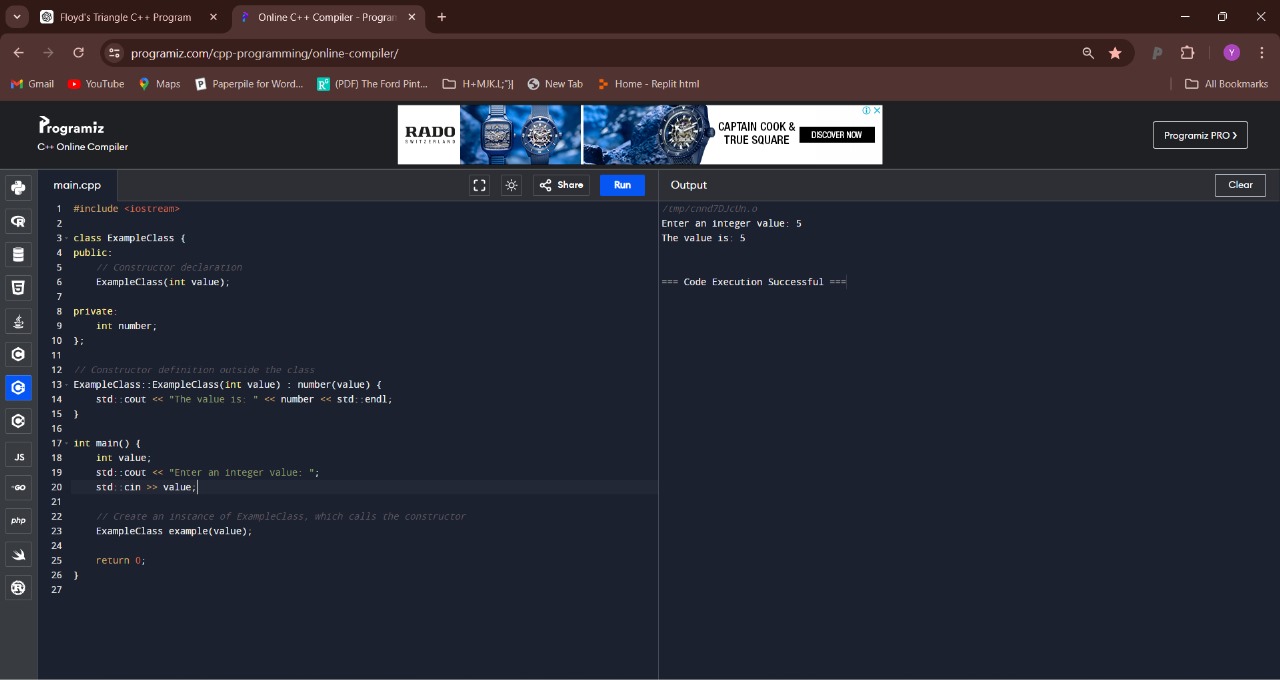 Floyd's Triangle C++ Program
Online C++ Compiler - Progran
programiz.com/cpp-programming/online-compiler/
Gmail
YouTube
Maps
Paperpile for Word...
(PDF) The Ford Pint...
H+MJKJ;"}{
New Tab
Home - Replit html
All Bookmarks
Programiz
C++ Online Compiler
RADO
SWITZERLAND
CAPTAIN COOK &
TRUE SQUARE
DISCOVER NOW
Programiz PRO >
main.cpp
Share
Run
Output
Clear
1 #include <iostream>
2
3 class ExampleClass {
4 public:
5 // Constructor declaration
6 ExampleClass(int value);
7
8 private:
9 int number;
10 };
11
12 // Constructor definition outside the class
13 ExampleClass::ExampleClass(int value) : number(value) {
14 std::cout << "The value is: " << number << std::endl;
15 }
16
17 int main() {
18 int value;
19 std::cout << "Enter an integer value: ";
20 std::cin >> value;
21
22 // Create an instance of ExampleClass, which calls the constructor
23 ExampleClass example(value);
24
25 return 0;
26 }
27
/tmp/cnnd7DJcUn.o
Enter an integer value: 5
The value is: 5
=== Code Execution Successful ===
JS
GO
php
Y